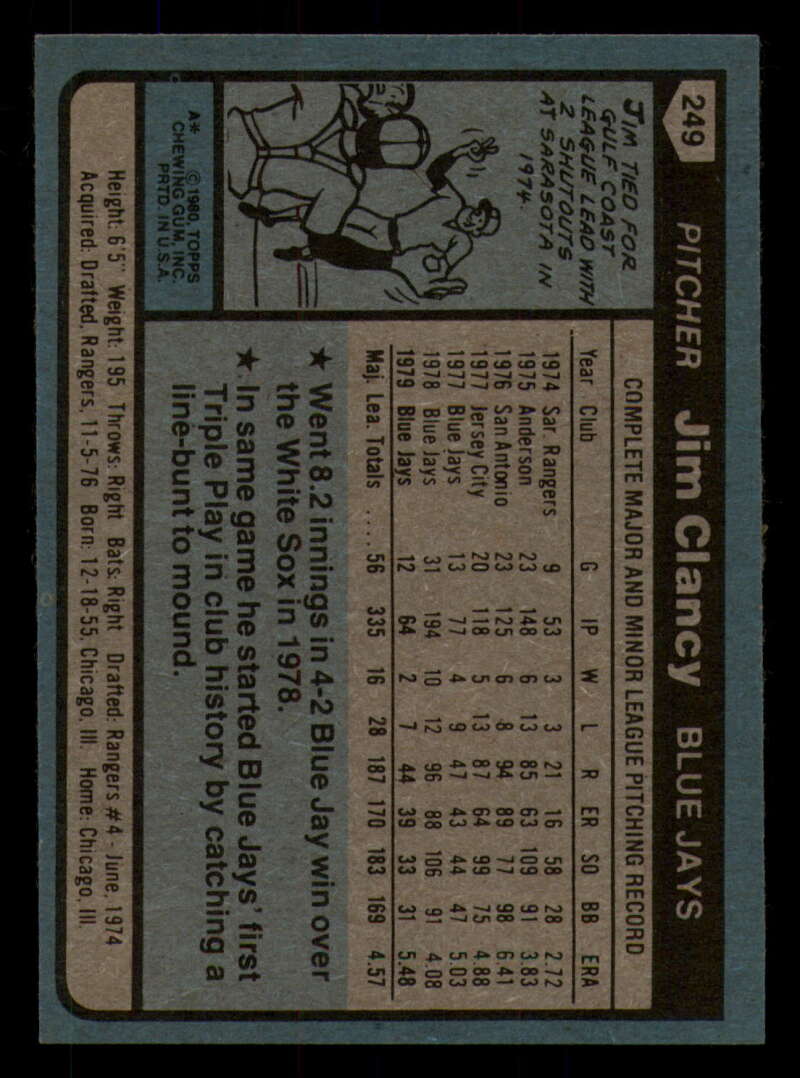 249 PITCHER Jim Clancy BLUE JAYS
JIM TIED FOR
GULF COAST
LEAGUE LEAD WITH
2 SHUTOUTS
AT SARASOTA IN
1974.
A* © 1980, TOPPS
CHEWING GUM, INC.
PRTD. IN U.S.A.
COMPLETE MAJOR AND MINOR LEAGUE PITCHING RECORD
Year Club G IP W L R ER SO BB ERA
1974 Sar. Rangers 9 53 3 3 21 16 58 28 2.72
1975 Anderson 23 148 6 13 85 63 109 91 3.83
1976 San Antonio 23 125 6 8 94 89 77 98 6.41
1977 Jersey City 20 118 5 13 87 64 99 75 4.88
1977 Blue Jays 13 77 4 9 47 43 44 47 5.03
1978 Blue Jays 31 194 10 12 96 88 106 91 4.08
1979 Blue Jays 12 64 2 7 44 39 33 31 5.48
Maj. Lea. Totals .... 56 335 16 28 187 170 183 169 4.57
★ Went 8.2 innings in 4-2 Blue Jay win over
the White Sox in 1978.
★ In same game he started Blue Jays' first
Triple Play in club history by catching a
line-bunt to mound.
Height: 6'5" Weight: 195 Throws: Right Bats: Right Drafted: Rangers #4 - June, 1974
Acquired: Drafted, Rangers, 11-5-76 Born: 12-18-55, Chicago, Ill. Home: Chicago, Ill.